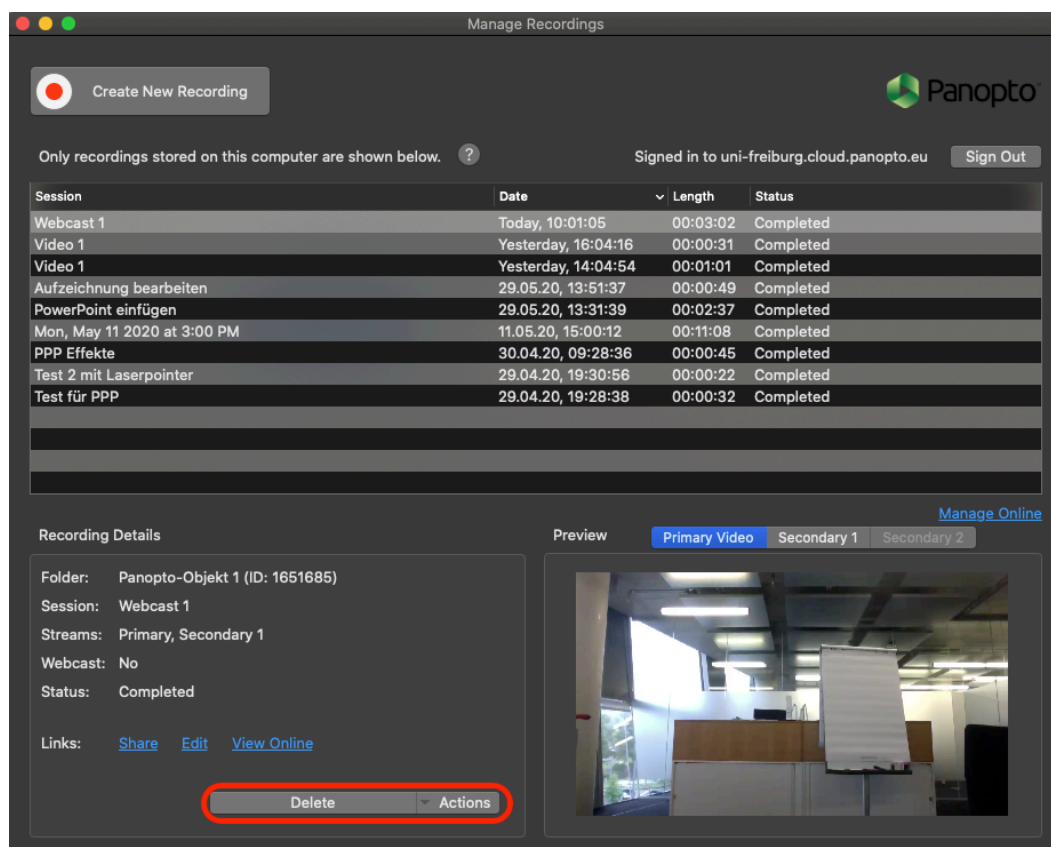 Manage Recordings
Create New Recording
Panopto
Only recordings stored on this computer are shown below. ?
Signed in to uni-freiburg.cloud.panopto.eu Sign Out
Session Date Length Status
Webcast 1 Today, 10:01:05 00:03:02 Completed
Video 1 Yesterday, 16:04:16 00:00:31 Completed
Video 1 Yesterday, 14:04:54 00:01:01 Completed
Aufzeichnung bearbeiten 29.05.20, 13:51:37 00:00:49 Completed
PowerPoint einfügen 29.05.20, 13:31:39 00:02:37 Completed
Mon, May 11 2020 at 3:00 PM 11.05.20, 15:00:12 00:11:08 Completed
PPP Effekte 30.04.20, 09:28:36 00:00:45 Completed
Test 2 mit Laserpointer 29.04.20, 19:30:56 00:00:22 Completed
Test für PPP 29.04.20, 19:28:38 00:00:32 Completed
Manage Online
Recording Details
Preview Primary Video Secondary 1 Secondary 2
Folder: Panopto-Objekt 1 (ID: 1651685)
Session: Webcast 1
Streams: Primary, Secondary 1
Webcast: No
Status: Completed
Links: Share Edit View Online
Delete Actions